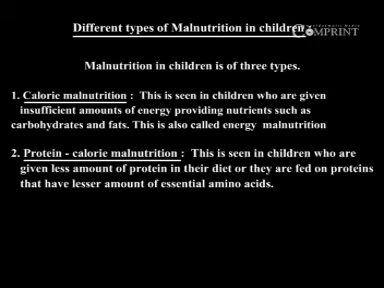 Different types of Malnutrition in children
COMPRINT
Malnutrition in children is of three types.
1. Calorie malnutrition : This is seen in children who are given
insufficient amounts of energy providing nutrients such as
carbohydrates and fats. This is also called energy malnutrition
2. Protein - calorie malnutrition : This is seen in children who are
given less amount of protein in their diet or they are fed on proteins
that have lesser amount of essential amino acids.